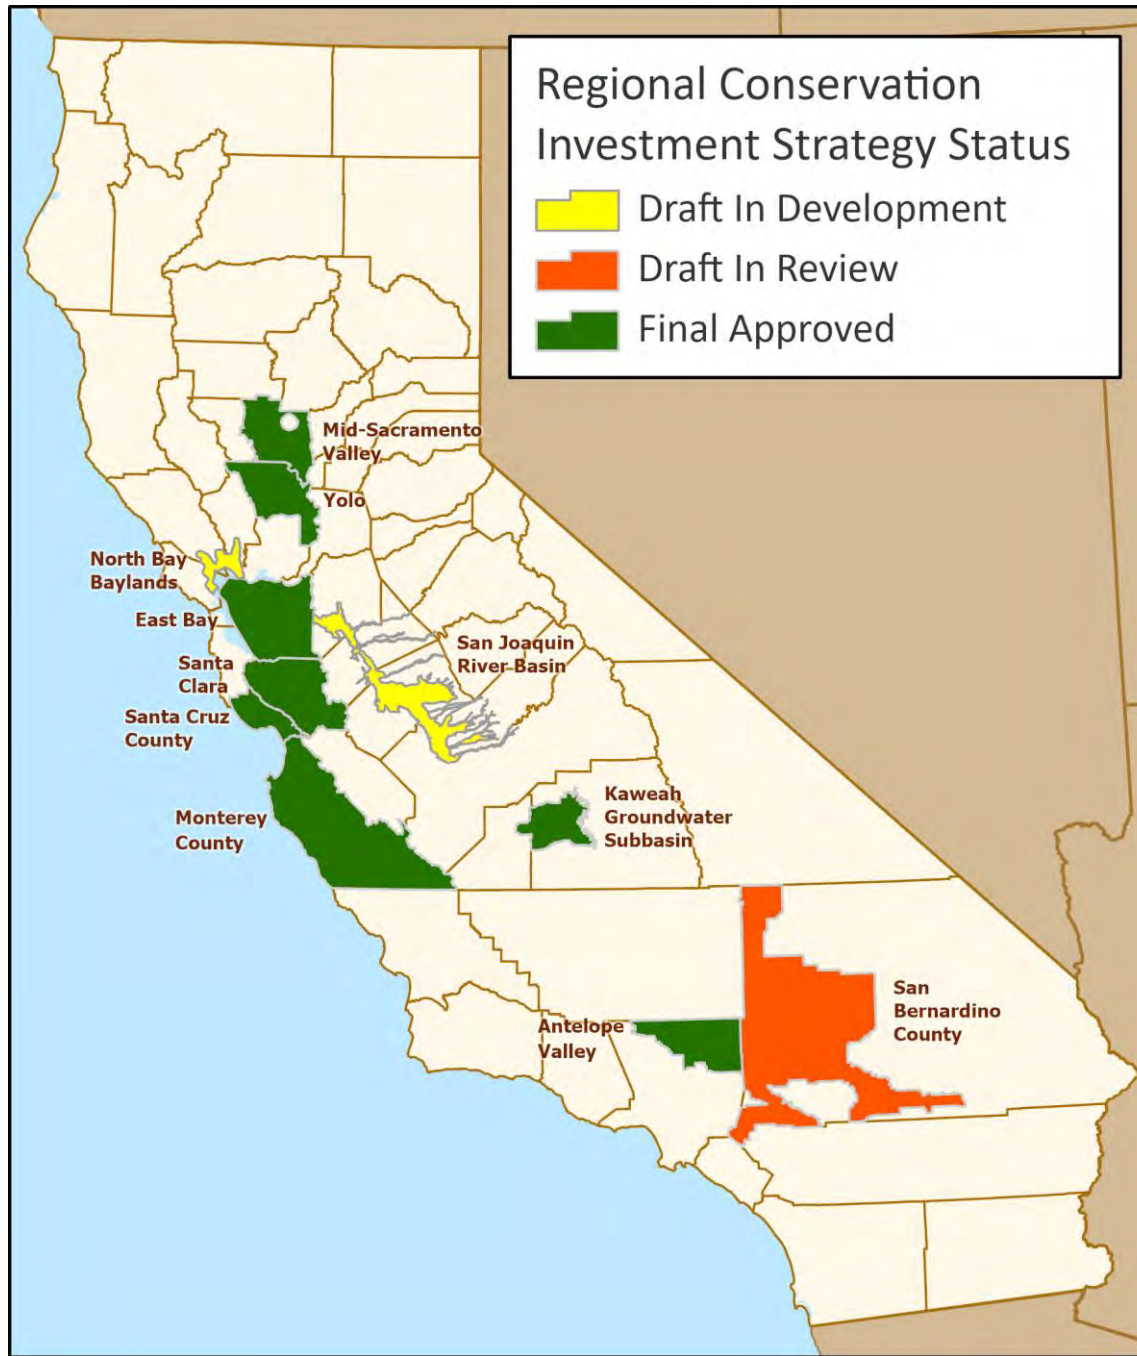 Regional Conservation
Investment Strategy Status
Draft In Development
Draft In Review
Final Approved
Mid-Sacramento
Valley
Yolo
North Bay
Baylands
East Bay
San Joaquin
River Basin
Santa
Clara
Santa Cruz
County
Monterey
County
Kaweah
Groundwater
Subbasin
San
Bernardino
County
Antelope
Valley